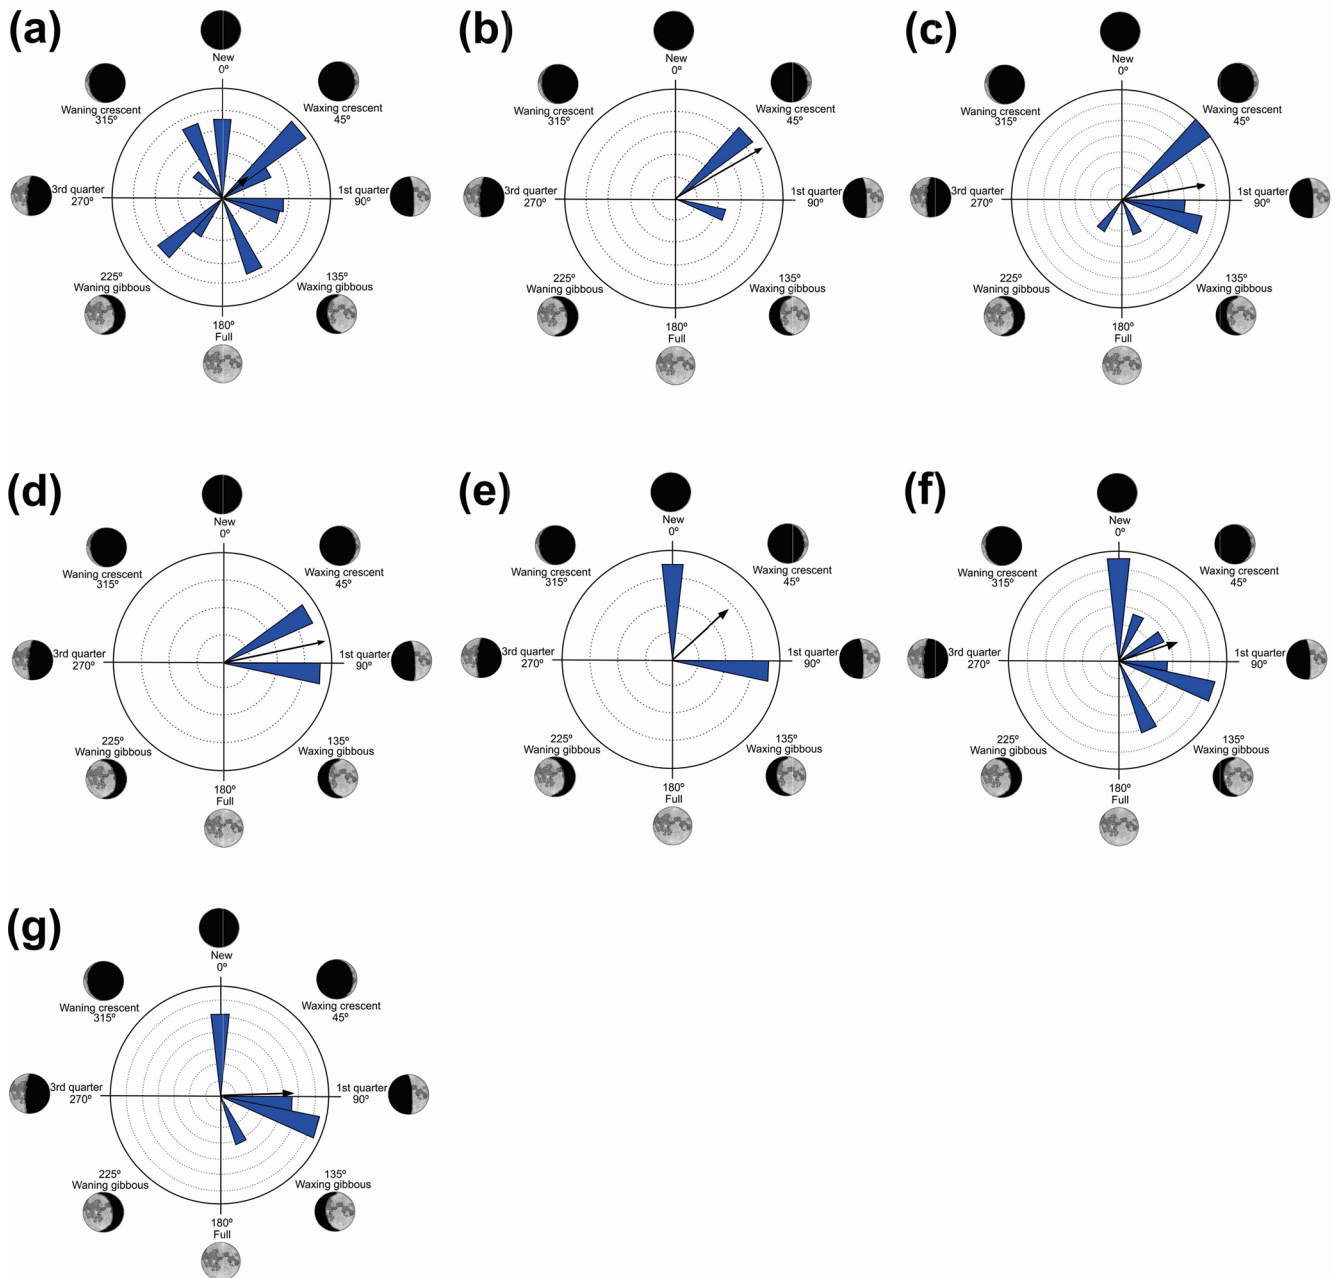 (a)
New
0º
Waning crescent
315º
Waxing crescent
45º
3rd quarter
270º
1st quarter
90º
225º
Waning gibbous
135º
Waxing gibbous
180º
Full
(b)
New
0º
Waning crescent
315º
Waxing crescent
45º
3rd quarter
270º
1st quarter
90º
225º
Waning gibbous
135º
Waxing gibbous
180º
Full
(c)
New
0º
Waning crescent
315º
Waxing crescent
45º
3rd quarter
270º
1st quarter
90º
225º
Waning gibbous
135º
Waxing gibbous
180º
Full
(d)
New
0º
Waning crescent
315º
Waxing crescent
45º
3rd quarter
270º
1st quarter
90º
225º
Waning gibbous
135º
Waxing gibbous
180º
Full
(e)
New
0º
Waning crescent
315º
Waxing crescent
45º
3rd quarter
270º
1st quarter
90º
225º
Waning gibbous
135º
Waxing gibbous
180º
Full
(f)
New
0º
Waning crescent
315º
Waxing crescent
45º
3rd quarter
270º
1st quarter
90º
225º
Waning gibbous
135º
Waxing gibbous
180º
Full
(g)
New
0º
Waning crescent
315º
Waxing crescent
45º
3rd quarter
270º
1st quarter
90º
225º
Waning gibbous
135º
Waxing gibbous
180º
Full